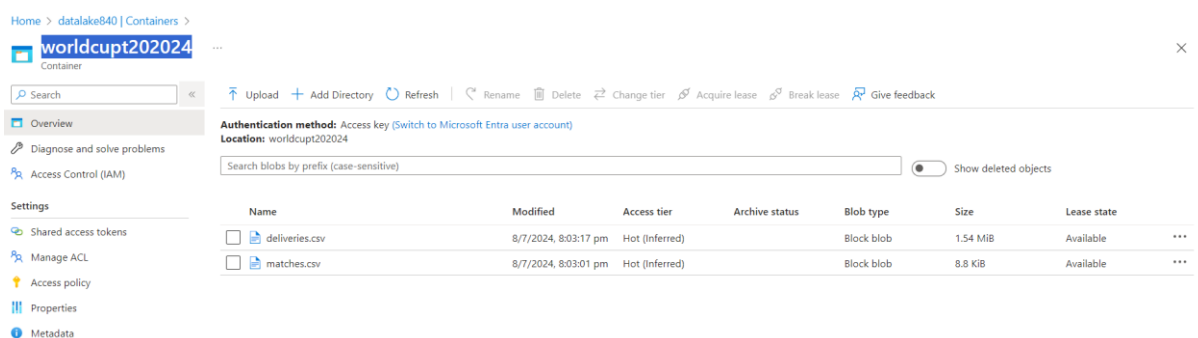 Home > datalake840 | Containers >
worldcupt202024 ...
Container
Search «
Overview
Diagnose and solve problems
Access Control (IAM)
Settings
Shared access tokens
Manage ACL
Access policy
Properties
Metadata
Upload Add Directory Refresh Rename Delete Change tier Acquire lease Break lease Give feedback
Authentication method: Access key (Switch to Microsoft Entra user account)
Location: worldcupt202024
Search blobs by prefix (case-sensitive) Show deleted objects
Name Modified Access tier Archive status Blob type Size Lease state
deliveries.csv 8/7/2024, 8:03:17 pm Hot (Inferred) Block blob 1.54 MiB Available ...
matches.csv 8/7/2024, 8:03:01 pm Hot (Inferred) Block blob 8.8 KiB Available ...